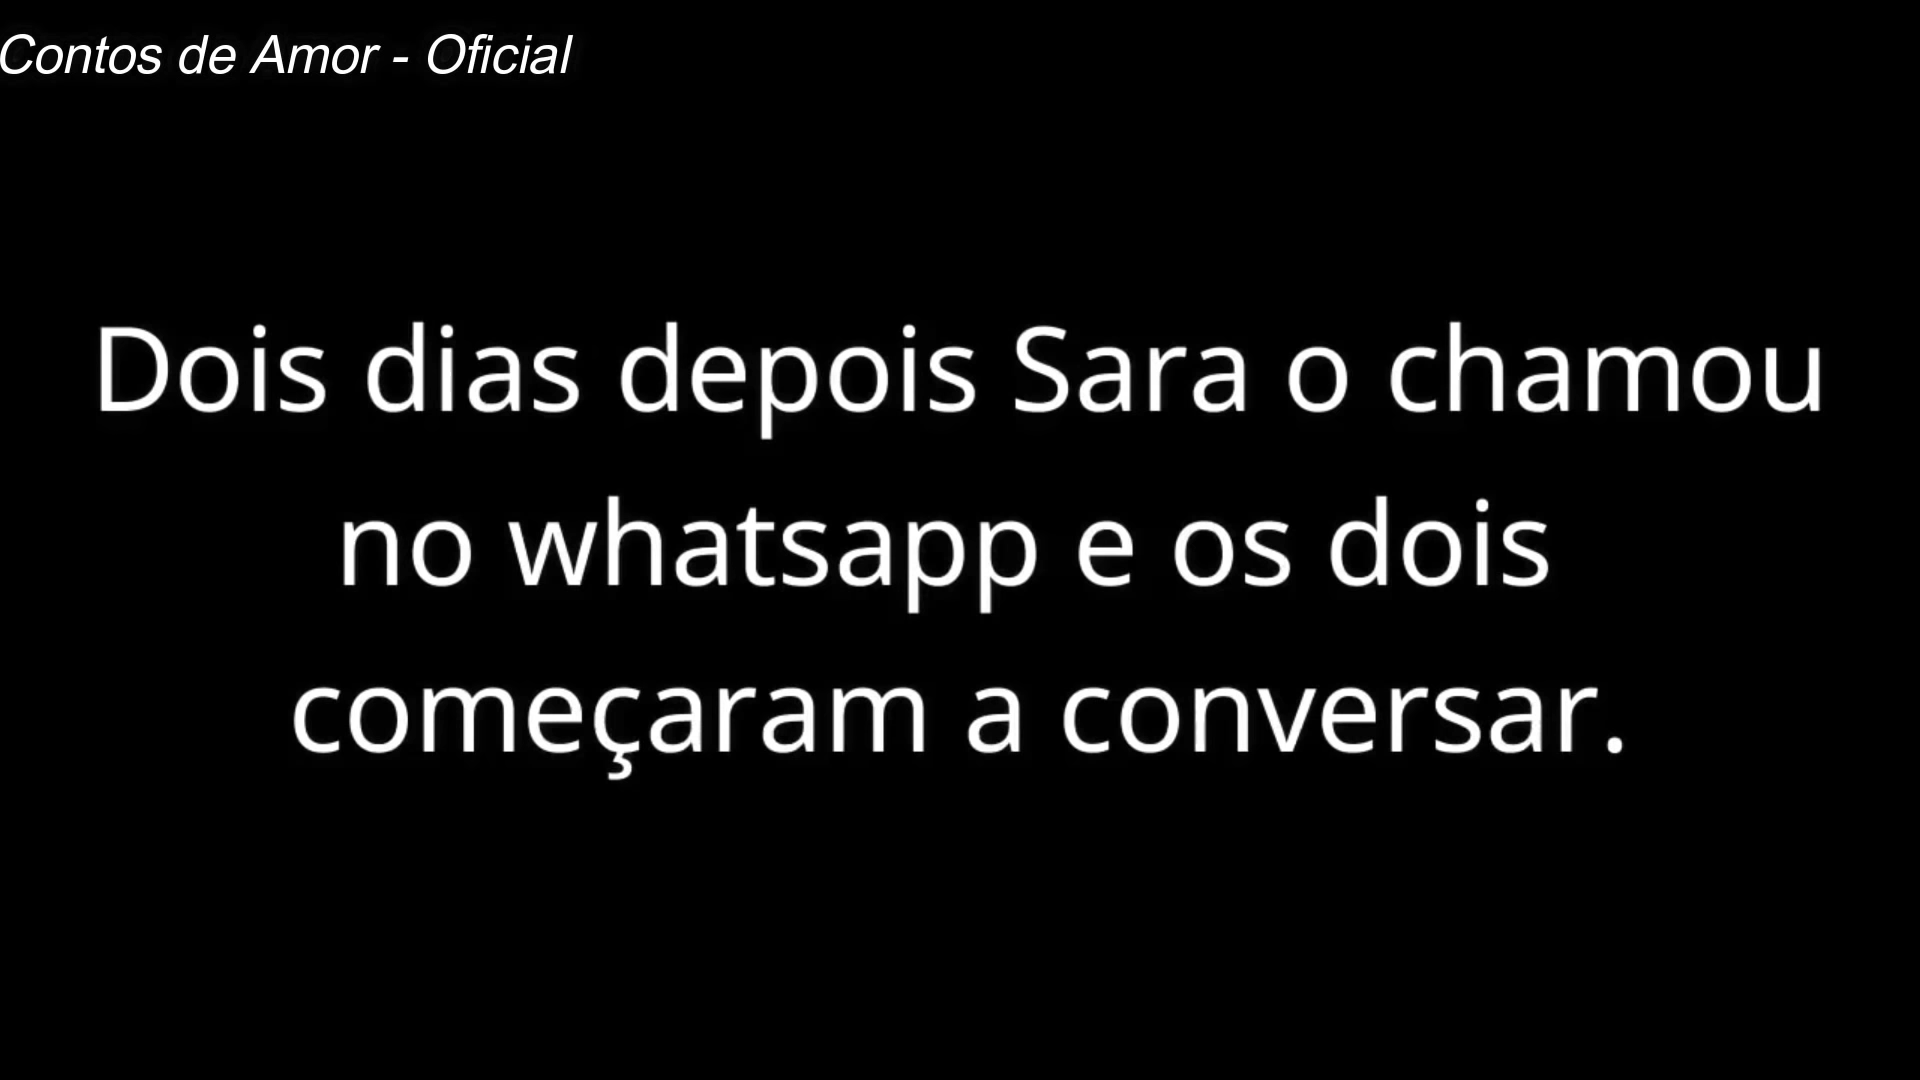 Contos de Amor - Oficial
Dois dias depois Sara o chamou
no whatsapp e os dois
começaram a conversar.